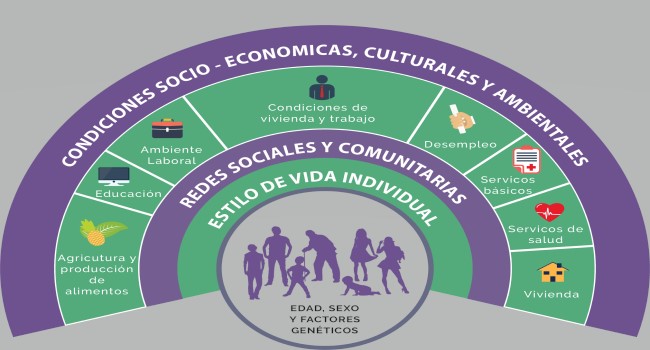 CONDICIONES SOCIO - ECONOMICAS, CULTURALES Y AMBIENTALES
Condiciones de
vivienda y trabajo
Ambiente
Laboral
Desempleo
Educación
Servicos
básicos
Agricutura y
producción
de
alimentos
Servicos de
salud
Vivienda
REDES SOCIALES Y COMUNITARIAS
ESTILO DE VIDA INDIVIDUAL
EDAD, SEXO
Y FACTORES
GENÉTICOS